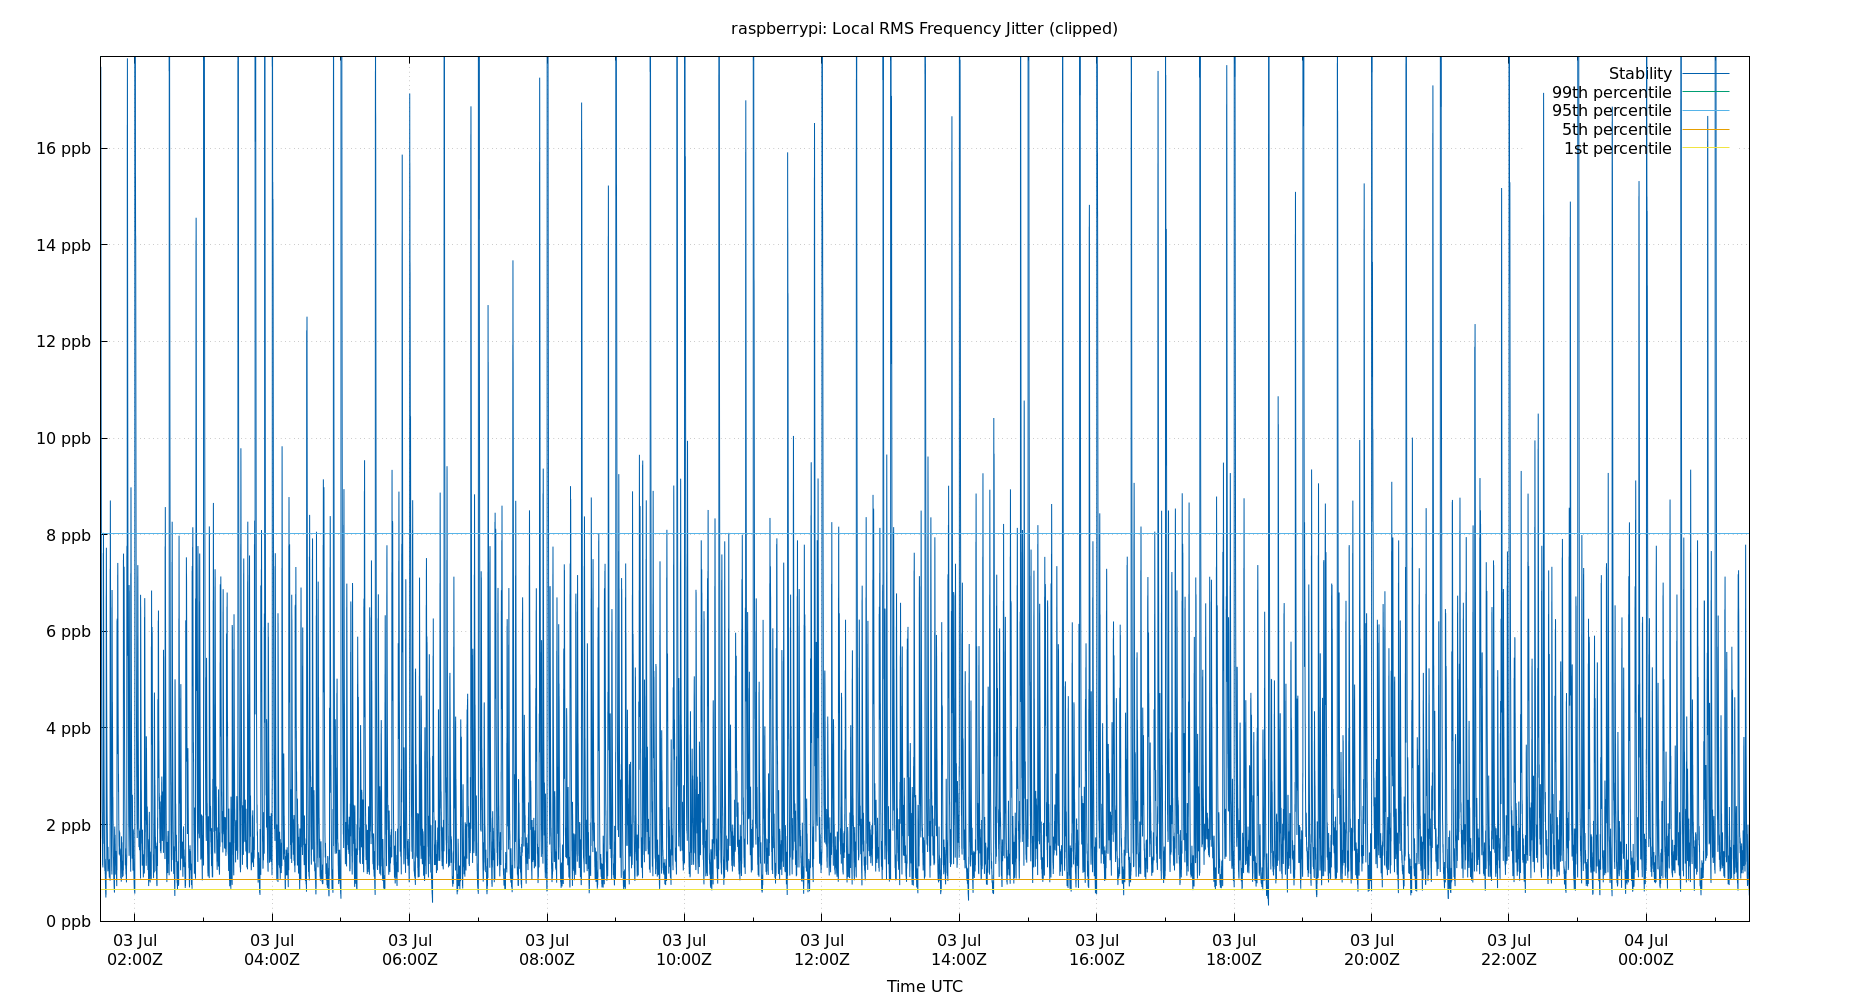 raspberrypi: Local RMS Frequency Jitter (clipped)
Stability
99th percentile
95th percentile
5th percentile
1st percentile
16 ppb
14 ppb
12 ppb
10 ppb
8 ppb
6 ppb
4 ppb
2 ppb
0 ppb
03 Jul 03 Jul 03 Jul 03 Jul 03 Jul 03 Jul 03 Jul 03 Jul 03 Jul 03 Jul 03 Jul 04 Jul
02:00Z 04:00Z 06:00Z 08:00Z 10:00Z 12:00Z 14:00Z 16:00Z 18:00Z 20:00Z 22:00Z 00:00Z
Time UTC